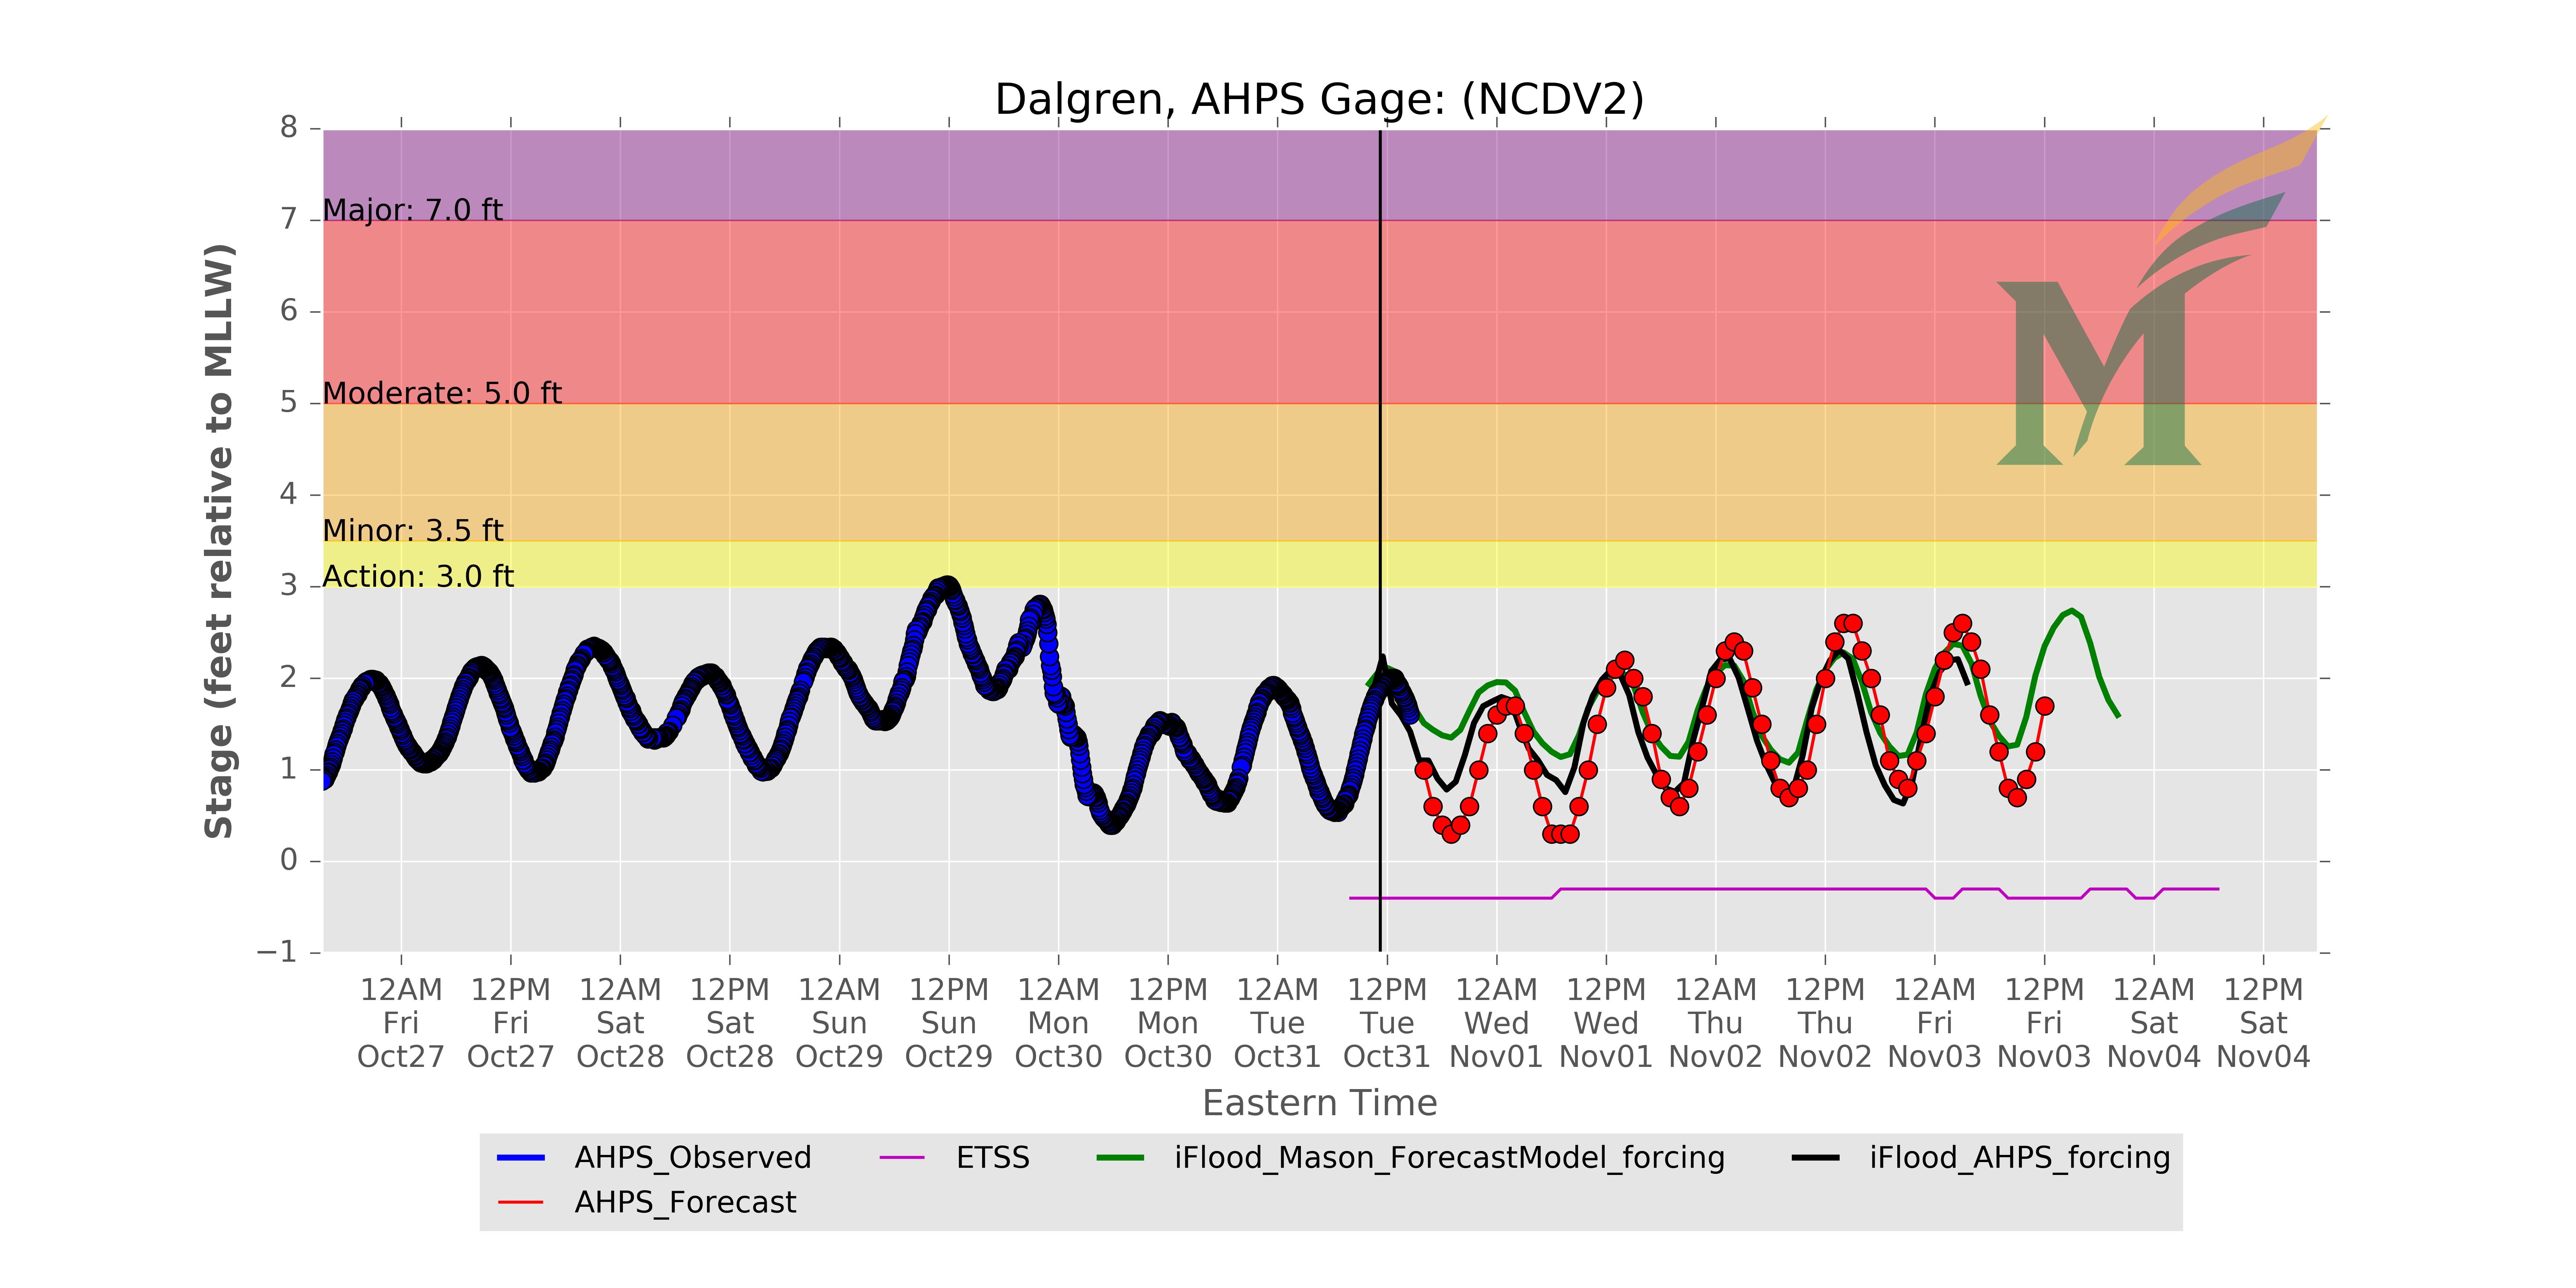 Dalgren, AHPS Gage: (NCDV2)
8
7
6
5
4
3
2
1
0
−1
Stage (feet relative to MLLW)
Major: 7.0 ft
Moderate: 5.0 ft
Minor: 3.5 ft
Action: 3.0 ft
M
12AM 12PM 12AM 12PM 12AM 12PM 12AM 12PM 12AM 12PM 12AM 12PM 12AM 12PM 12AM 12PM 12AM 12PM
Fri Fri Sat Sat Sun Sun Mon Mon Tue Tue Wed Wed Thu Thu Fri Fri Sat Sat
Oct27 Oct27 Oct28 Oct28 Oct29 Oct29 Oct30 Oct30 Oct31 Oct31 Nov01 Nov01 Nov02 Nov02 Nov03 Nov03 Nov04 Nov04
Eastern Time
AHPS_Observed ETSS iFlood_Mason_ForecastModel_forcing iFlood_AHPS_forcing
AHPS_Forecast